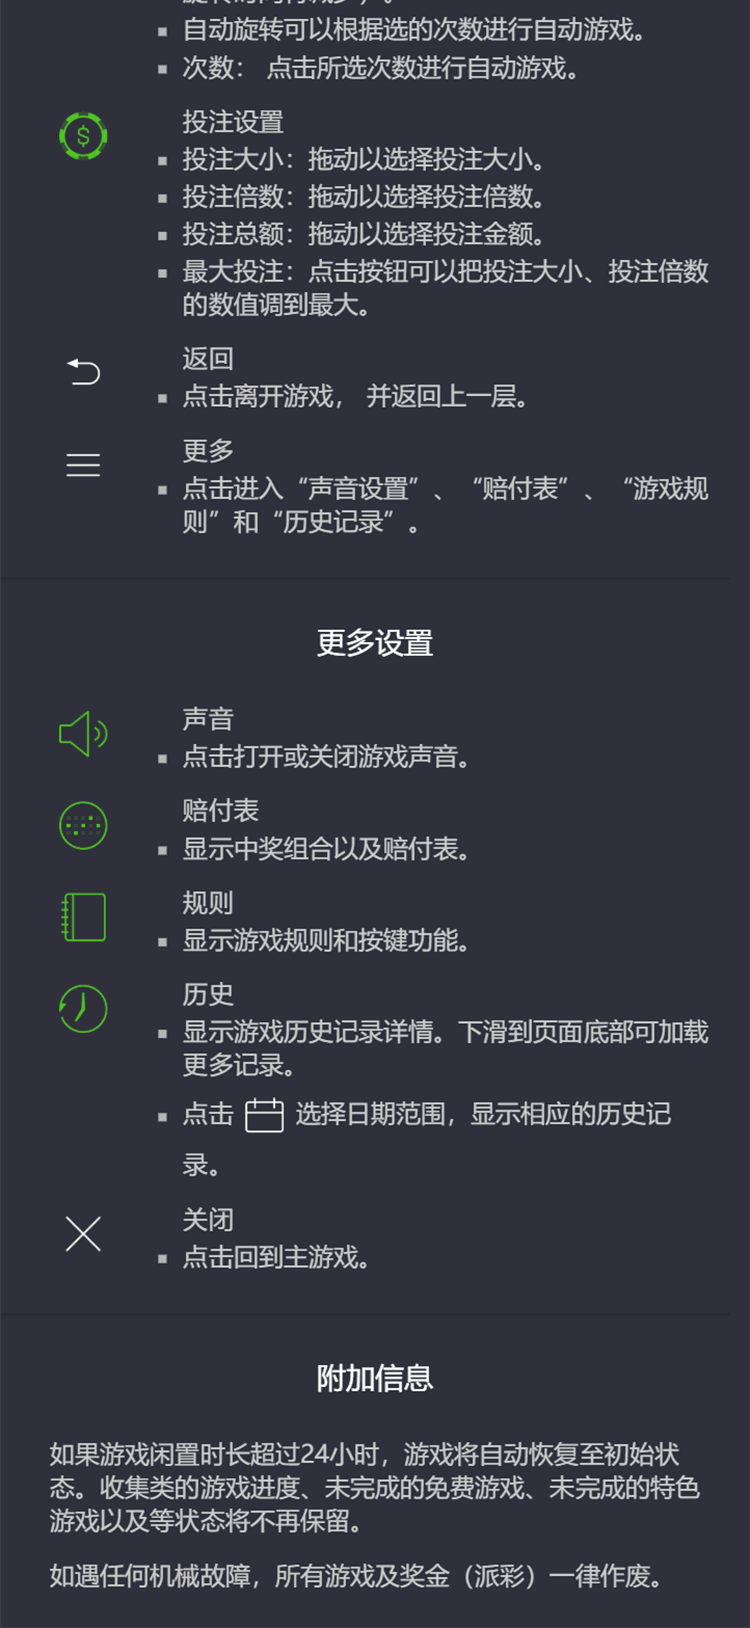 自动旋转可以根据选的次数进行自动游戏。
次数： 点击所选次数进行自动游戏。
投注设置
投注大小：拖动以选择投注大小。
投注倍数：拖动以选择投注倍数。
投注总额：拖动以选择投注金额。
最大投注：点击按钮可以把投注大小、投注倍数
的数值调到最大。
返回
点击离开游戏， 并返回上一层。
更多
点击进入“声音设置”、“赔付表”、“游戏规
则”和“历史记录”。
更多设置
声音
点击打开或关闭游戏声音。
赔付表
显示中奖组合以及赔付表。
规则
显示游戏规则和按键功能。
历史
显示游戏历史记录详情。下滑到页面底部可加载
更多记录。
点击 选择日期范围，显示相应的历史记
录。
关闭
点击回到主游戏。
附加信息
如果游戏闲置时长超过24小时，游戏将自动恢复至初始状
态。收集类的游戏进度、未完成的免费游戏、未完成的特色
游戏以及等状态将不再保留。
如遇任何机械故障，所有游戏及奖金（派彩）一律作废。